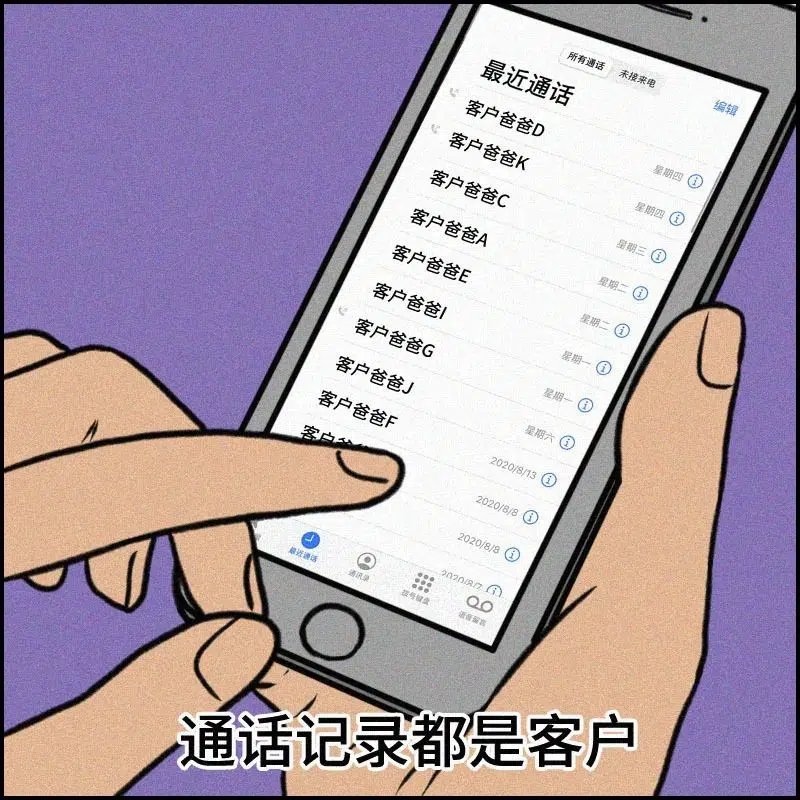 所有通话 未接来电
编辑
最近通话
客户爸爸D 星期四
客户爸爸K 星期四
客户爸爸C 星期三
客户爸爸A 星期二
客户爸爸E 星期二
客户爸爸I 星期一
客户爸爸G 星期一
客户爸爸J 星期六
客户爸爸F 2020/8/13
客户爸 2020/8/8
2020/8/8
2020/8/7
最近通话 通讯录 拨号键盘 语音留言
通话记录都是客户